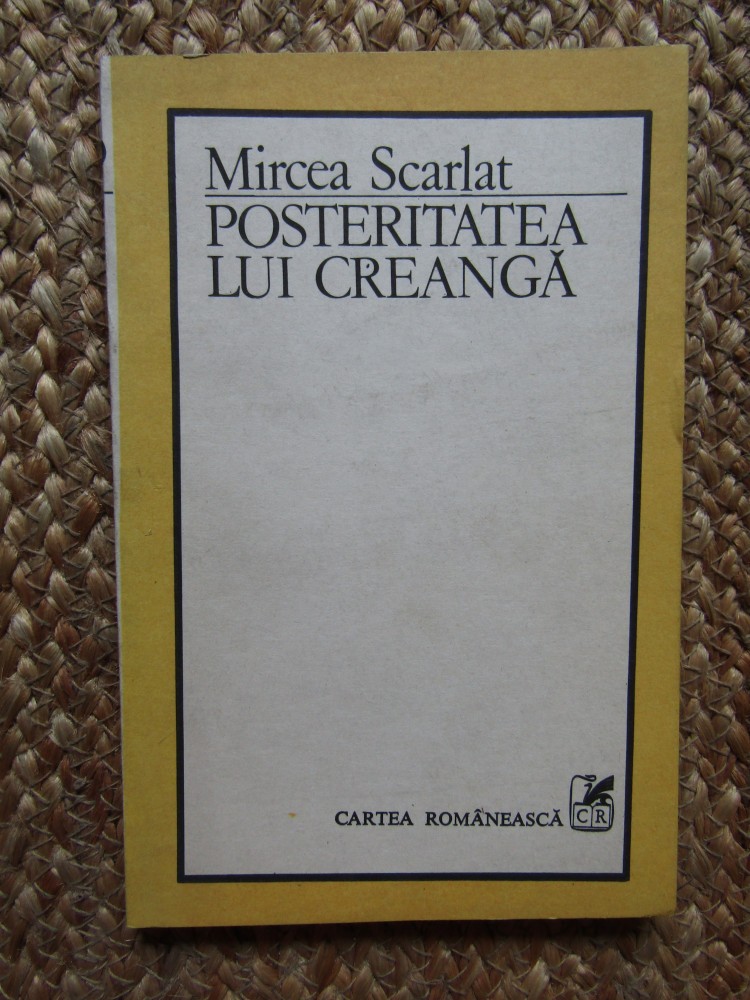 Mircea Scarlat
POSTERITATEA
LUI CREANGĂ
CARTEA ROMÂNEASCĂ
CR